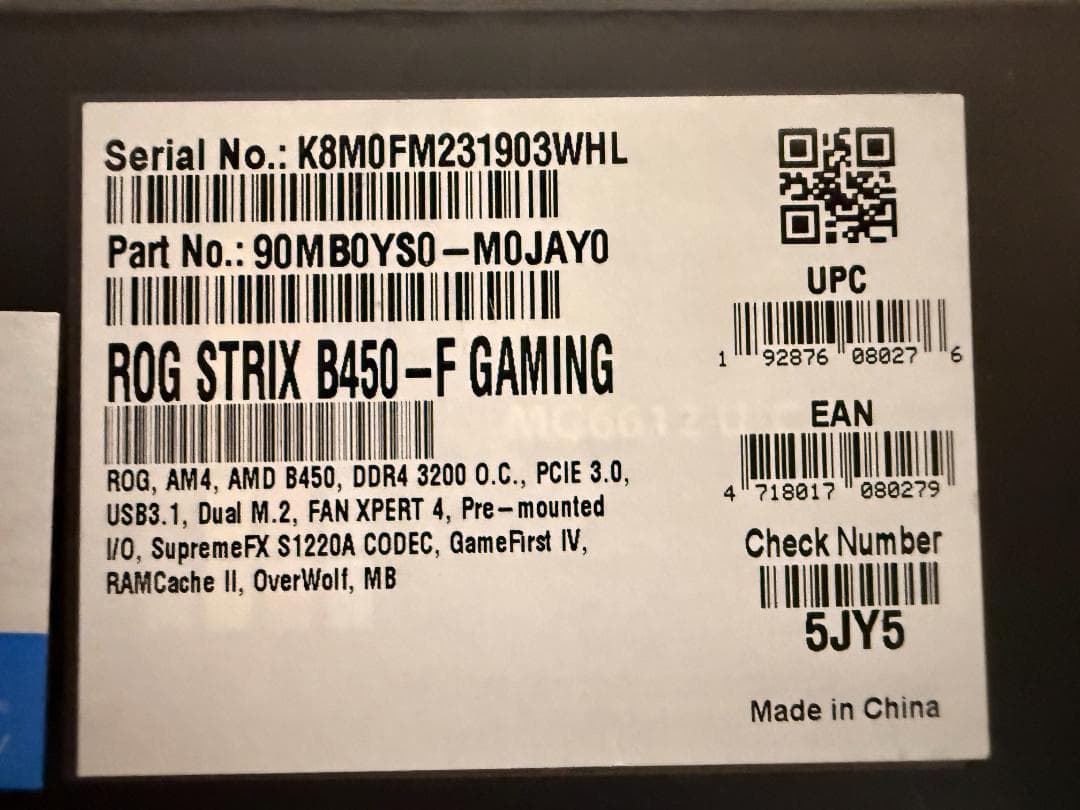 Serial No.: K8M0FM231903WHL
Part No.: 90MB0YS0-M0JAY0
ROG STRIX B450-F GAMING
ROG, AM4, AMD B450, DDR4 3200 O.C., PCIE 3.0,
USB3.1, Dual M.2, FAN XPERT 4, Pre-mounted
I/O, SupremeFX S1220A CODEC, GameFirst IV,
RAMCache II, OverWolf, MB
UPC
1 92876 08027 6
EAN
4 718017 080279
Check Number
5JY5
Made in China